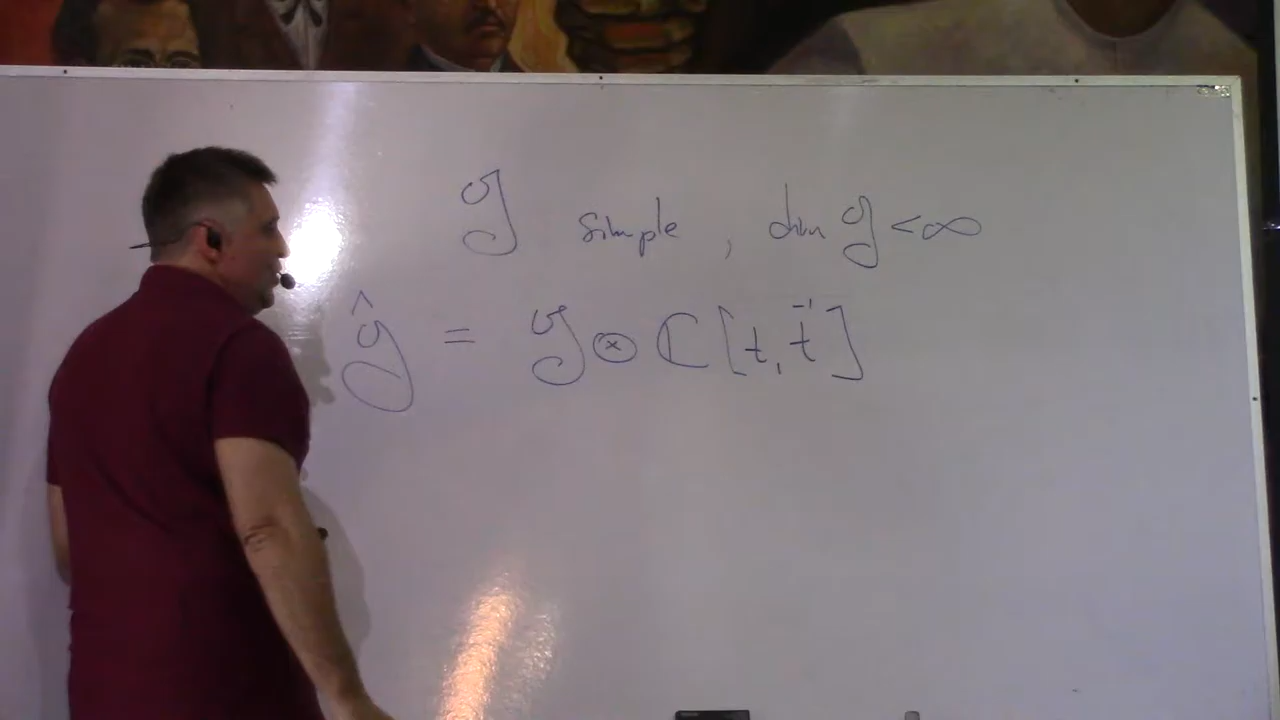 𝔤 simple, dim 𝔤 < ∞
𝔤̂ = 𝔤 ⊗ ℂ[t, t⁻¹]